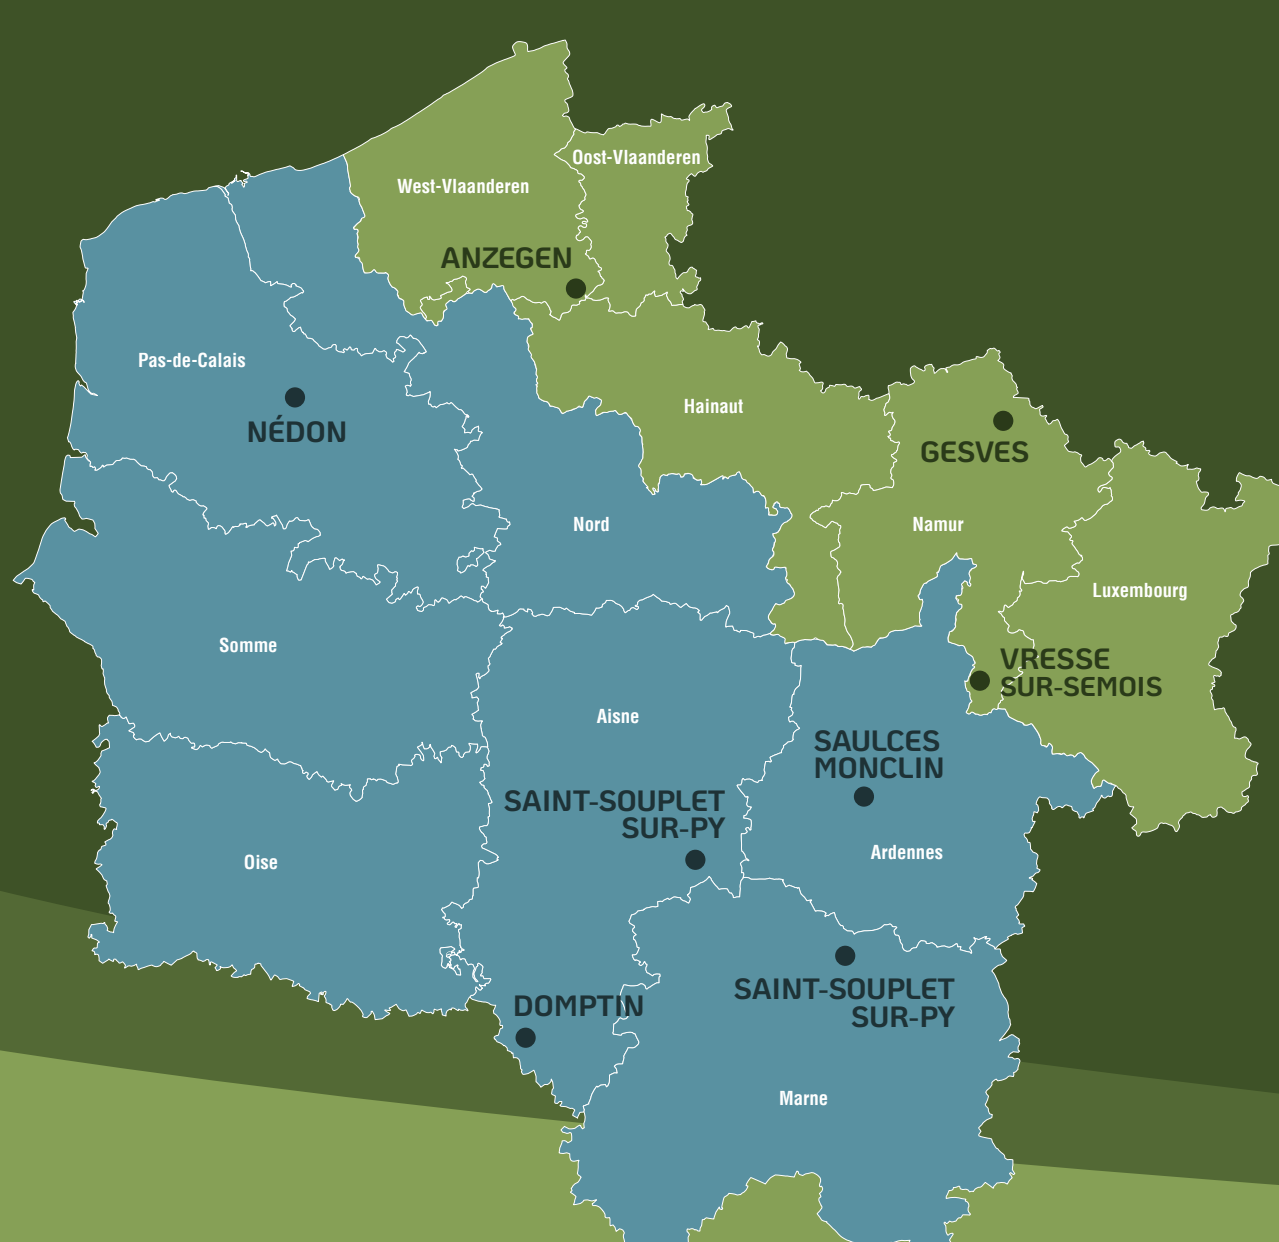 Oost-Vlaanderen
West-Vlaanderen
ANZEGEN
Pas-de-Calais
NÉDON
Hainaut
GESVES
Nord
Namur
Luxembourg
Somme
VRESSE
SUR-SEMOIS
Aisne
SAULCES
MONCLIN
SAINT-SOUPLET
SUR-PY
Ardennes
Oise
SAINT-SOUPLET
SUR-PY
DOMPTIN
Marne